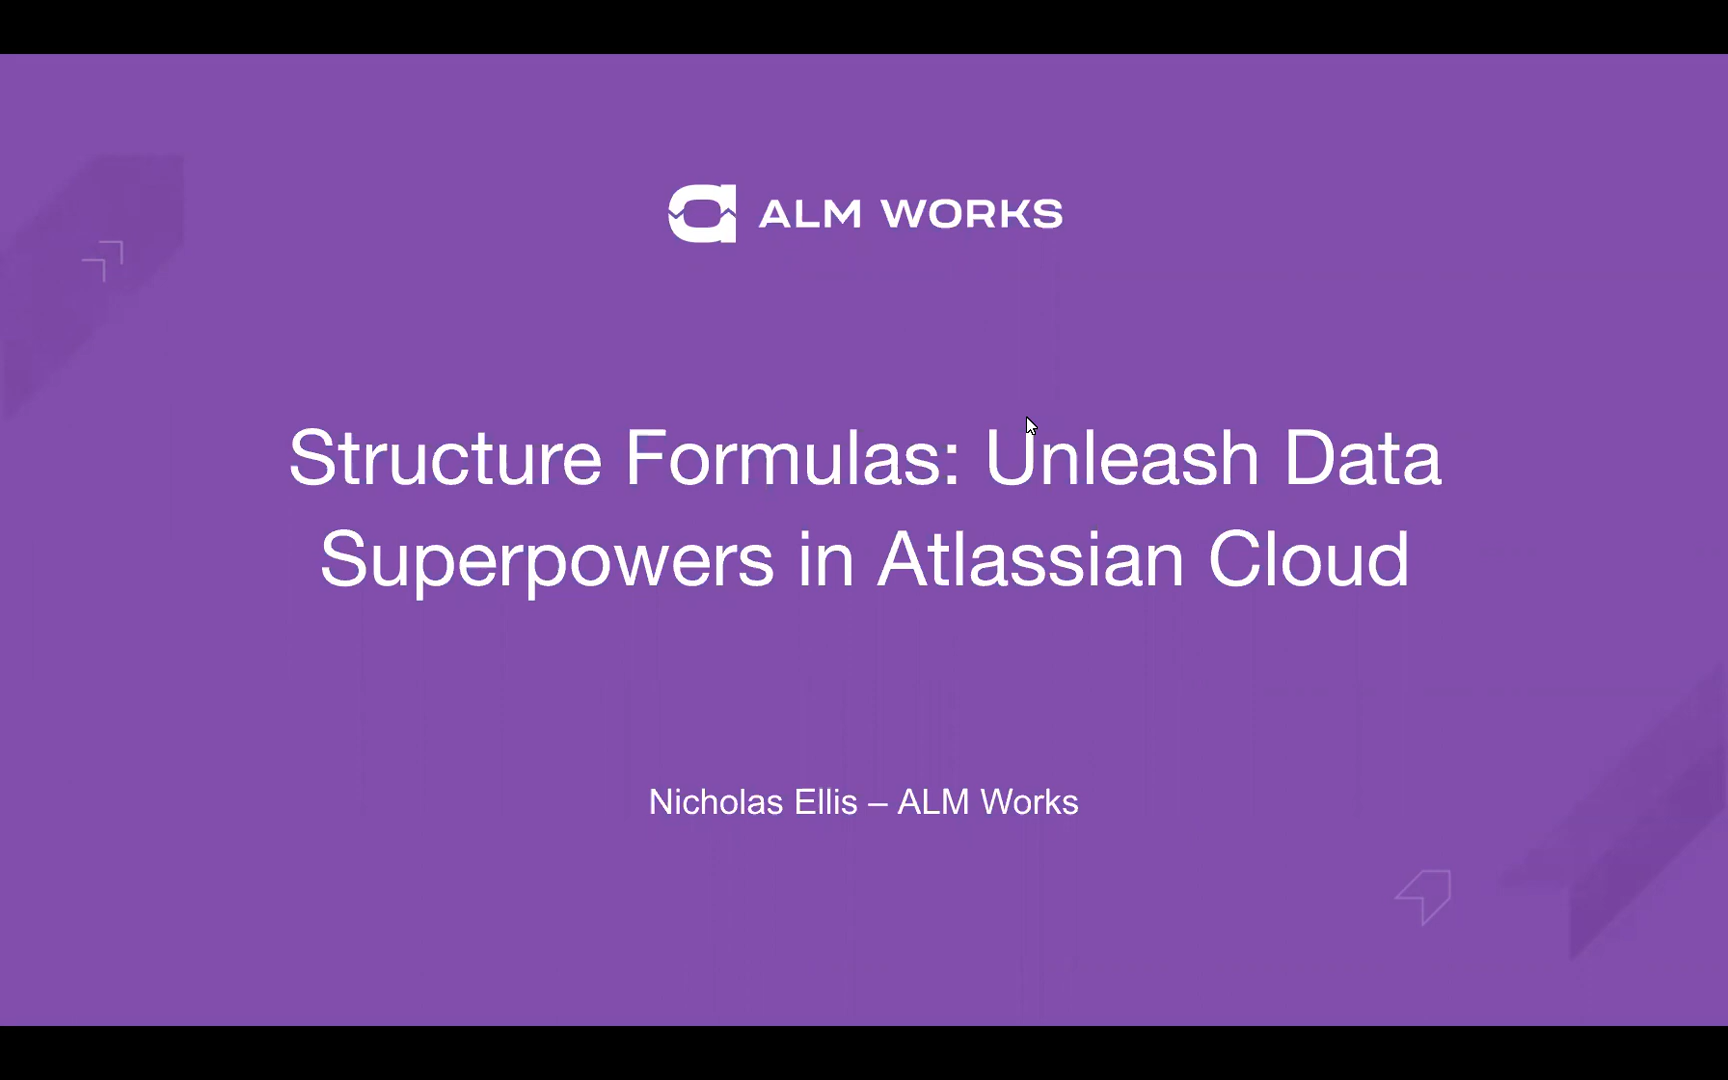 ALM WORKS
Structure Formulas: Unleash Data
Superpowers in Atlassian Cloud
Nicholas Ellis – ALM Works